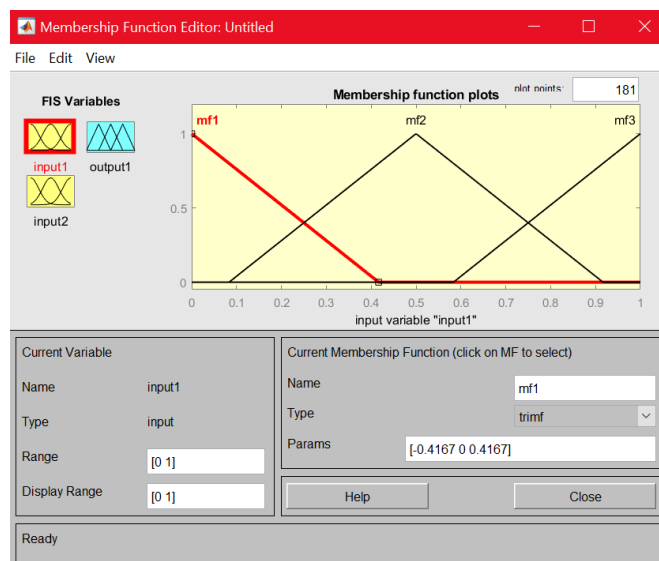 Membership Function Editor: Untitled
File Edit View
FIS Variables
Membership function plots plot points: 181
input1 output1
input2
mf1 mf2 mf3
1
0.5
0
0 0.1 0.2 0.3 0.4 0.5 0.6 0.7 0.8 0.9 1
input variable "input1"
Current Variable
Name input1
Type input
Range [0 1]
Display Range [0 1]
Current Membership Function (click on MF to select)
Name mf1
Type trimf
Params [-0.4167 0 0.4167]
Help Close
Ready